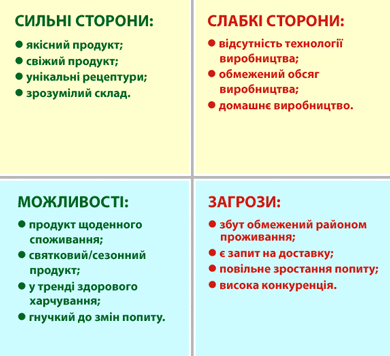 СИЛЬНІ СТОРОНИ:
● якісний продукт;
● свіжий продукт;
● унікальні рецептури;
● зрозумілий склад.
СЛАБКІ СТОРОНИ:
● відсутність технології
виробництва;
● обмежений обсяг
виробництва;
● домашнє виробництво.
МОЖЛИВОСТІ:
● продукт щоденного
споживання;
● святковий/сезонний
продукт;
● у тренді здорового
харчування;
● гнучкий до змін попиту.
ЗАГРОЗИ:
● збут обмежений районом
проживання;
● є запит на доставку;
● повільне зростання попиту;
● висока конкуренція.